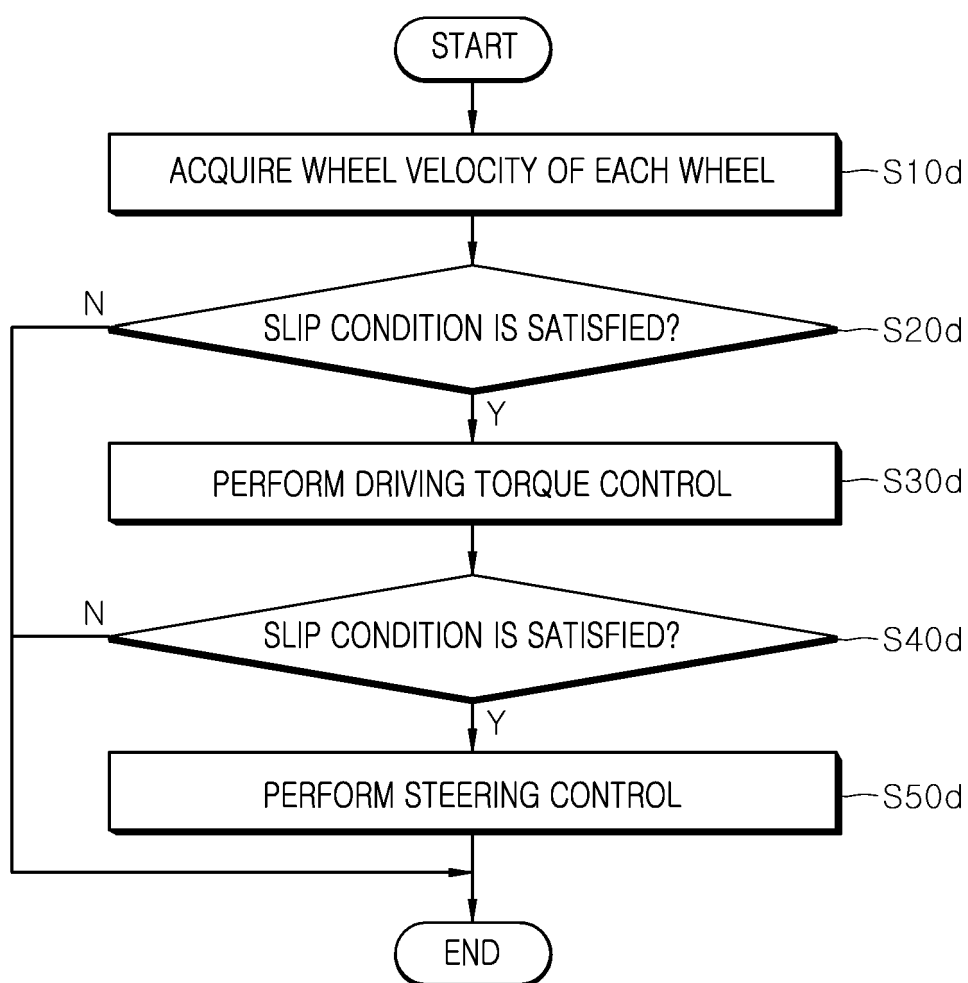 START
ACQUIRE WHEEL VELOCITY OF EACH WHEEL
S10d
N
SLIP CONDITION IS SATISFIED?
S20d
Y
PERFORM DRIVING TORQUE CONTROL
S30d
N
SLIP CONDITION IS SATISFIED?
S40d
Y
PERFORM STEERING CONTROL
S50d
END